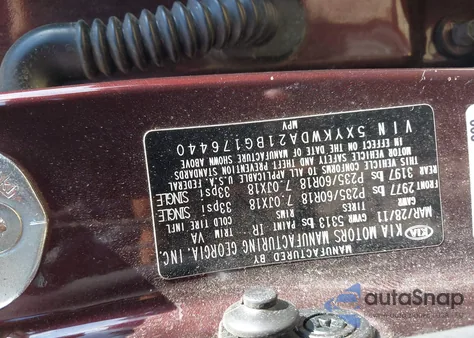 KIA
MANUFACTURED BY
KIA MOTORS MANUFACTURING GEORGIA, INC.
MAR/28/11 GVWR 5313 lbs PAINT IR TRIM VA
GAWR TIRES RIMS COLD TIRE INFL.
FRONT lbs P235/60R18 7.0JX18 33psi SINGLE
REAR 3197 lbs P235/60R18 7.0JX18 33psi SINGLE
THIS VEHICLE CONFORMS TO ALL U.S.A. FEDERAL
MOTOR VEHICLE SAFETY AND THEFT PREVENTION STANDARDS
IN EFFECT ON THE DATE OF MANUFACTURE SHOWN ABOVE
VIN 5XYKWDA21BG176440
MPV
autoSnap